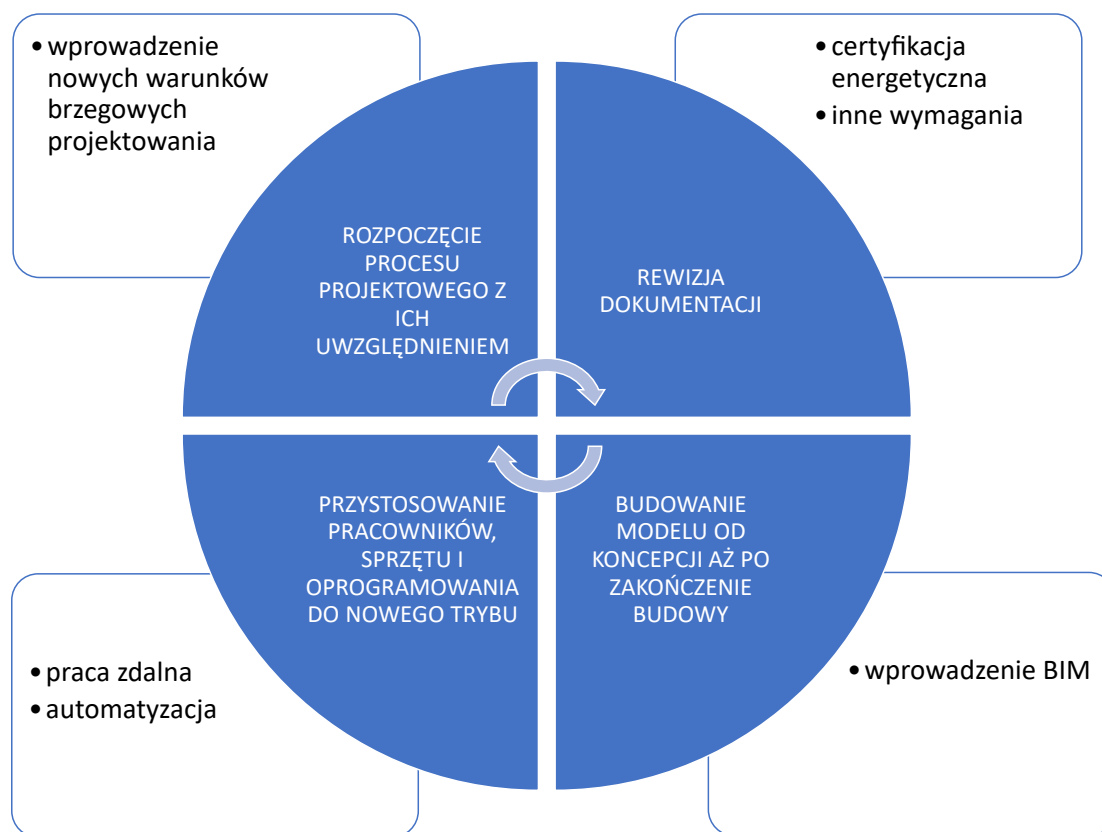 • wprowadzenie
nowych warunków
brzegowych
projektowania
• certyfikacja
energetyczna
• inne wymagania
ROZPOCZĘCIE
PROCESU
PROJEKTOWEGO Z
ICH
UWZGLĘDNIENIEM
REWIZJA
DOKUMENTACJI
PRZYSTOSOWANIE
PRACOWNIKÓW,
SPRZĘTU I
OPROGRAMOWANIA
DO NOWEGO TRYBU
BUDOWANIE
MODELU OD
KONCEPCJI AŻ PO
ZAKOŃCZENIE
BUDOWY
• praca zdalna
• automatyzacja
• wprowadzenie BIM